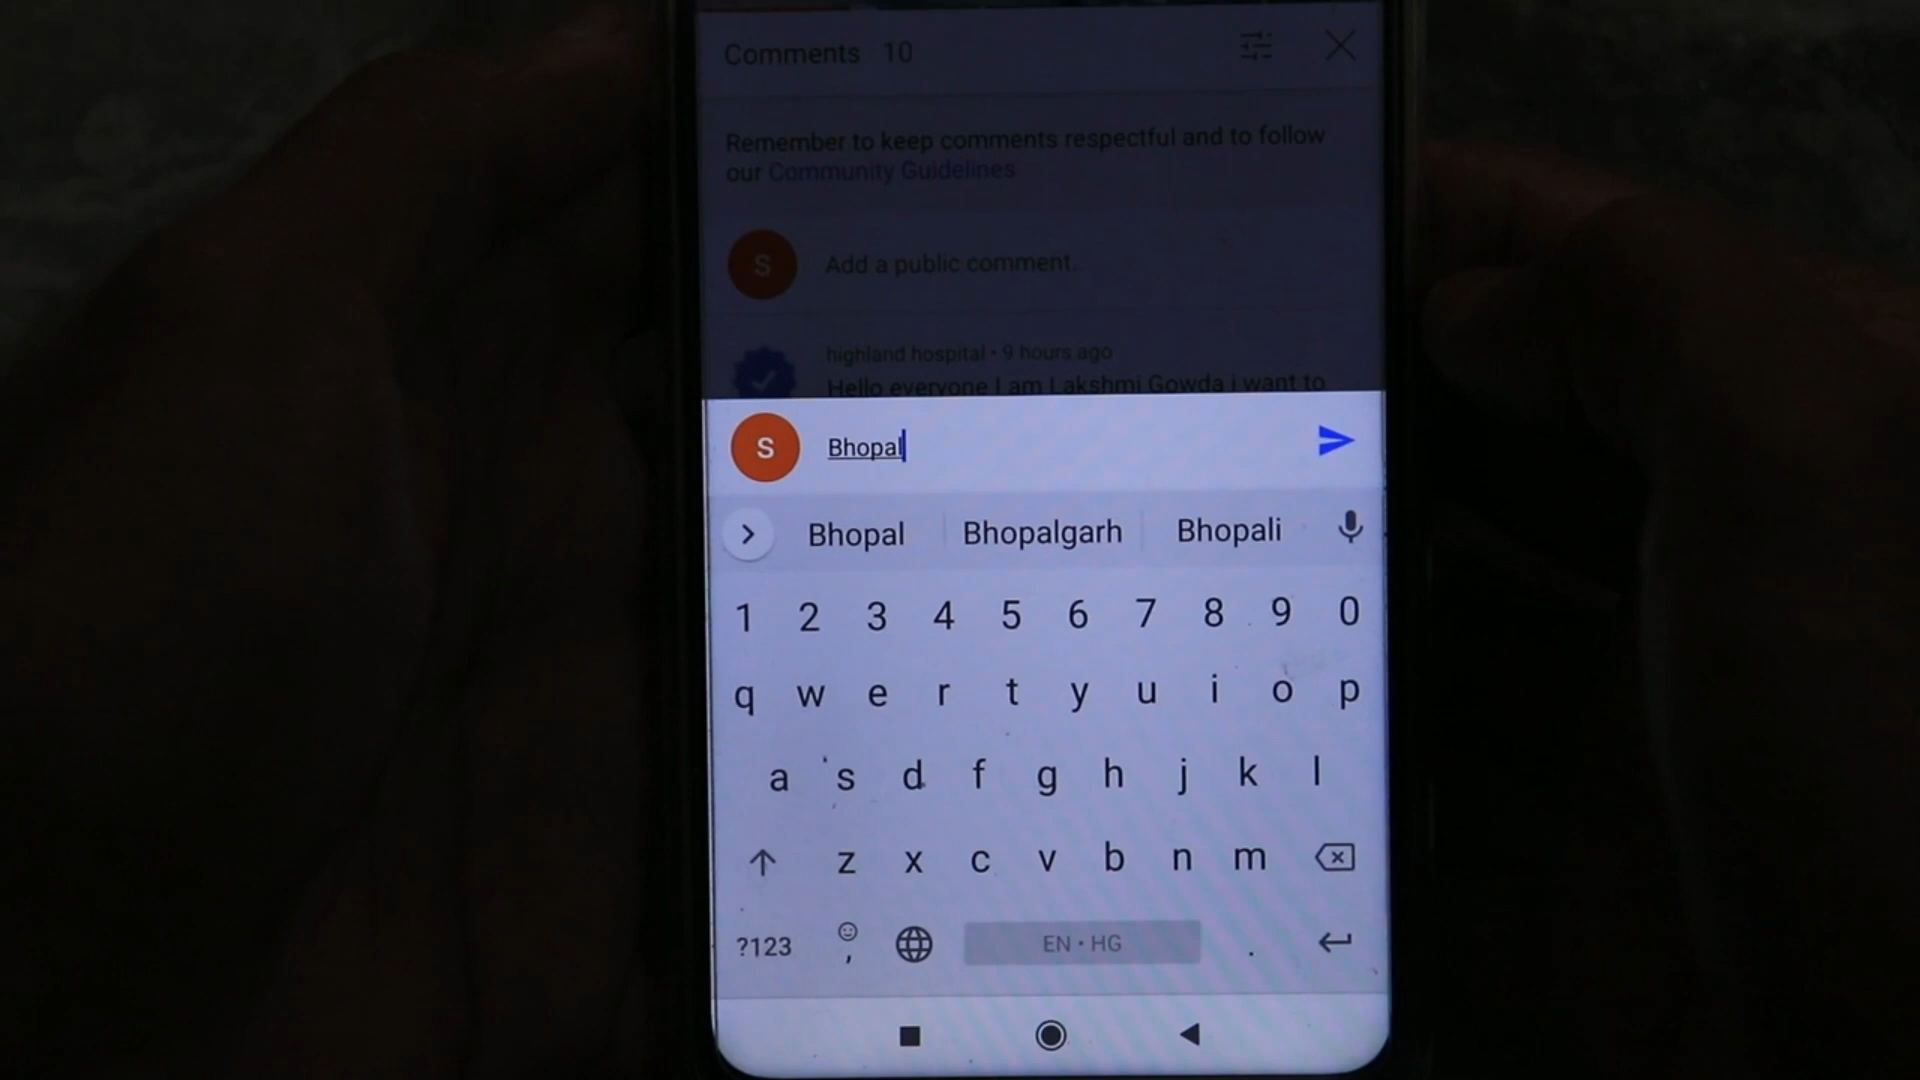 Comments 10
Remember to keep comments respectful and to follow
our Community Guidelines
S Add a public comment..
highland hospital • 9 hours ago
Hello everyone I am Lakshmi Gowda i want to
S Bhopal
Bhopal Bhopalgarh Bhopali
1 2 3 4 5 6 7 8 9 0
q w e r t y u i o p
a s d f g h j k l
z x c v b n m
?123 , EN • HG .